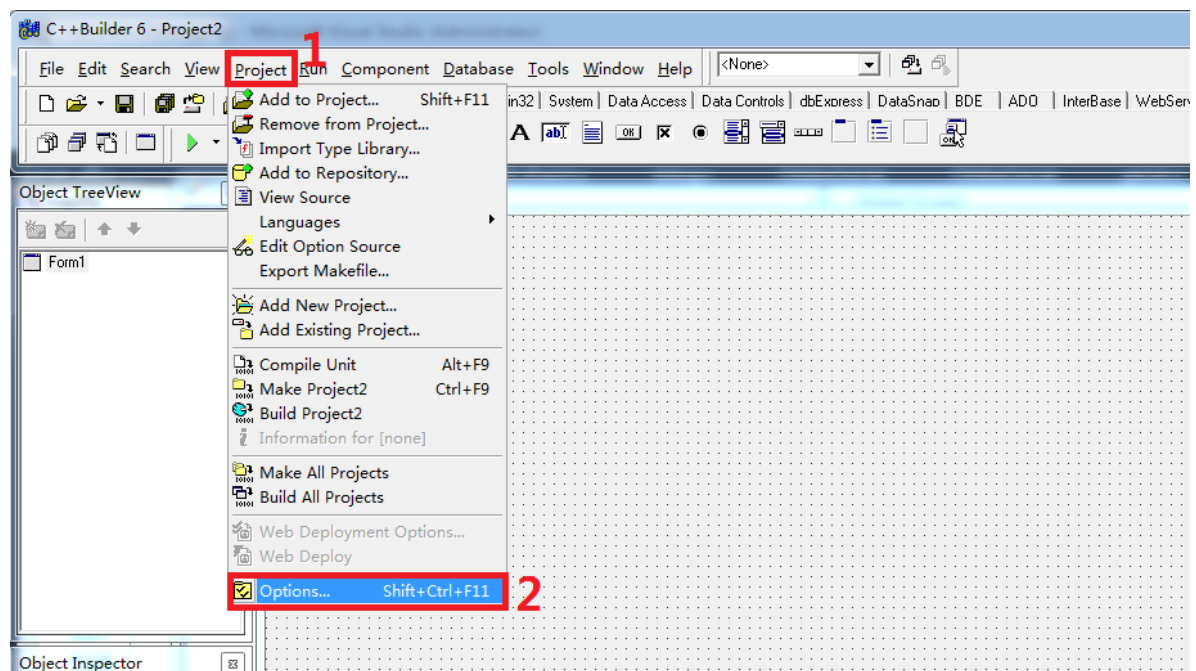 C++Builder 6 - Project2
1
File Edit Search View Project Run Component Database Tools Window Help <None>
in32 System Data Access Data Controls dbExpress DataSnap BDE ADO InterBase WebSer
Add to Project... Shift+F11
Remove from Project...
Import Type Library...
Add to Repository...
View Source
Languages
Edit Option Source
Export Makefile...
Add New Project...
Add Existing Project...
Compile Unit Alt+F9
Make Project2 Ctrl+F9
Build Project2
Information for [none]
Make All Projects
Build All Projects
Web Deployment Options...
Web Deploy
Options... Shift+Ctrl+F11 2
Object TreeView
Form1
Object Inspector